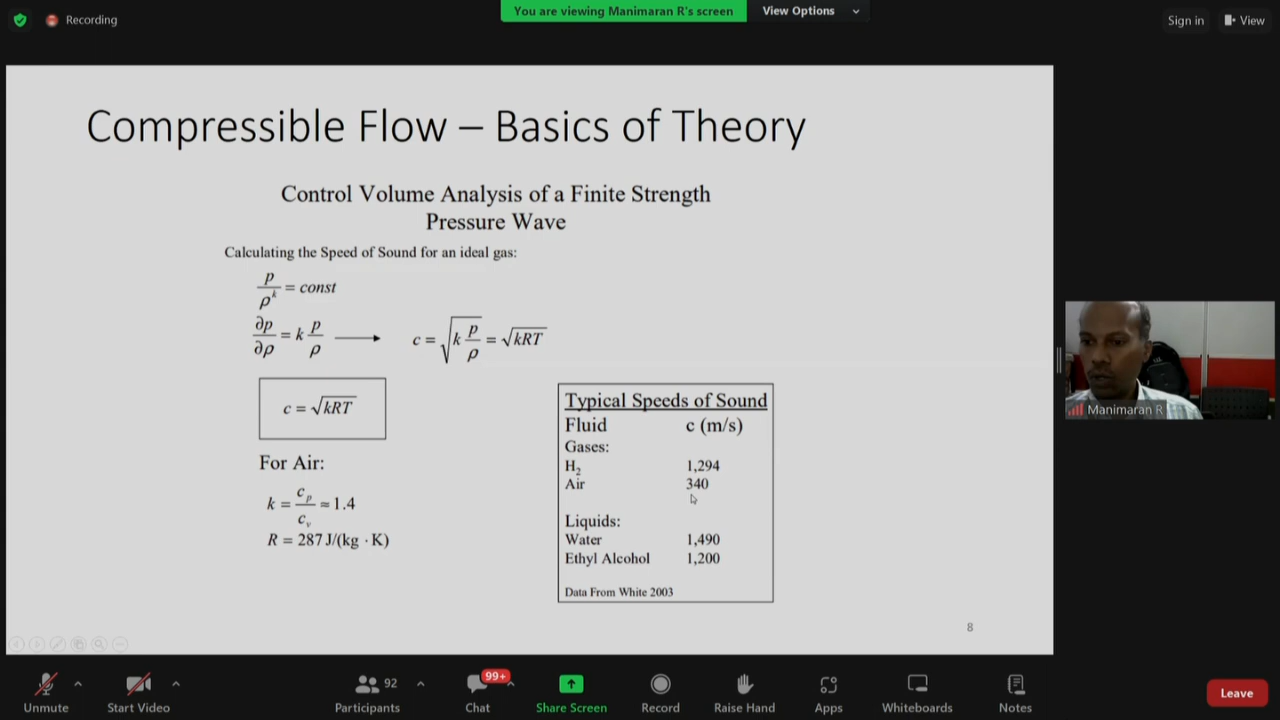 Recording
You are viewing Manimaran R's screen
View Options
Sign in
View
Compressible Flow – Basics of Theory
Control Volume Analysis of a Finite Strength
Pressure Wave
Calculating the Speed of Sound for an ideal gas:
p/ρ^k = const
∂p/∂ρ = k p/ρ → c = √(k p/ρ) = √kRT
c = √kRT
For Air:
k = c_p/c_v ≈ 1.4
R = 287 J/(kg · K)
Typical Speeds of Sound
Fluid c (m/s)
Gases:
H₂ 1,294
Air 340
Liquids:
Water 1,490
Ethyl Alcohol 1,200
Data From White 2003
8
Manimaran R
92
99+
Unmute
Start Video
Participants
Chat
Share Screen
Record
Raise Hand
Apps
Whiteboards
Notes
Leave